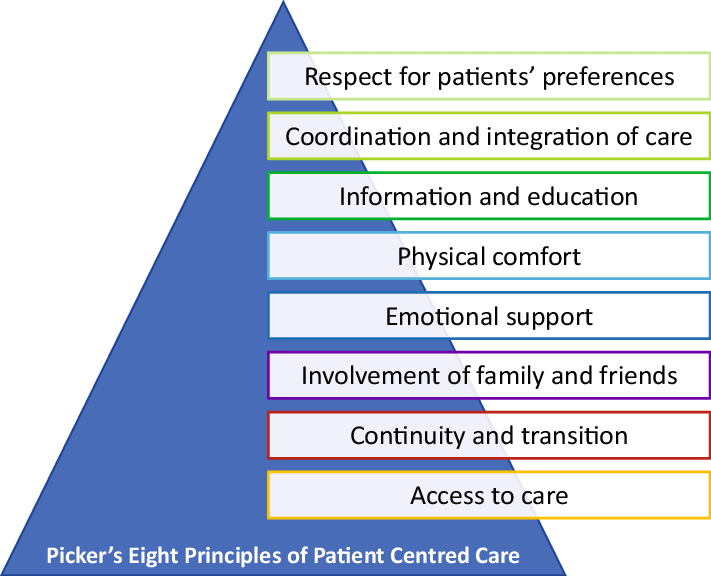 Respect for patients’ preferences
Coordination and integration of care
Information and education
Physical comfort
Emotional support
Involvement of family and friends
Continuity and transition
Access to care
Picker’s Eight Principles of Patient Centred Care